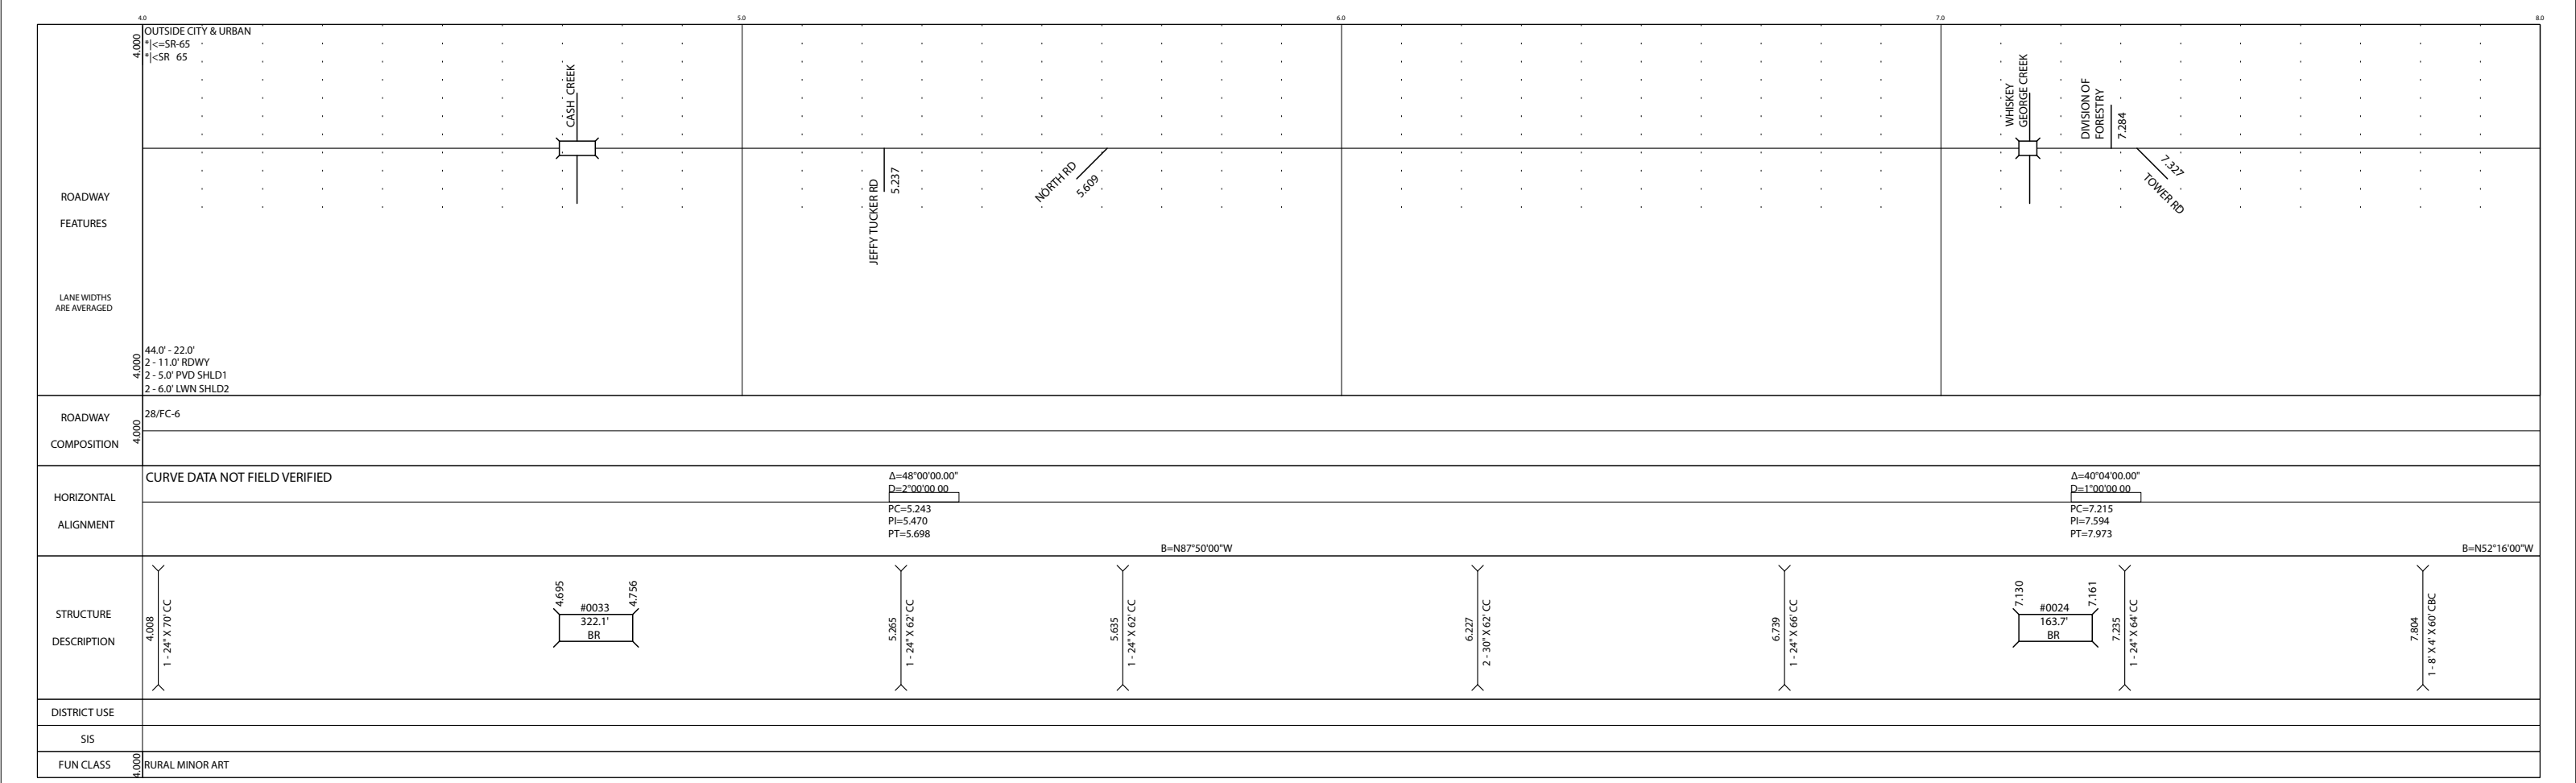 4.0
5.0
6.0
7.0
8.0
4.000
OUTSIDE CITY & URBAN
*|<=SR-65
*|<SR 65
CASH CREEK
JEFFY TUCKER RD
5.237
NORTH RD
5.609
WHISKEY
GEORGE CREEK
DIVISION OF
FORESTRY
7.284
7.327
TOWER RD
ROADWAY
FEATURES
LANE WIDTHS
ARE AVERAGED
4.000
44.0' - 22.0'
2 - 11.0' RDWY
2 - 5.0' PVD SHLD1
2 - 6.0' LWN SHLD2
ROADWAY
COMPOSITION
4.000
28/FC-6
HORIZONTAL
ALIGNMENT
CURVE DATA NOT FIELD VERIFIED
Δ=48°00'00.00"
D=2°00'00 00
PC=5.243
PI=5.470
PT=5.698
B=N87°50'00"W
Δ=40°04'00.00"
D=1°00'00 00
PC=7.215
PI=7.594
PT=7.973
B=N52°16'00"W
STRUCTURE
DESCRIPTION
4.008
1 - 24" X 70' CC
4.695
4.756
#0033
322.1'
BR
5.265
1 - 24" X 62' CC
5.635
1 - 24" X 62' CC
6.227
2 - 30" X 62' CC
6.739
1 - 24" X 66' CC
7.130
7.161
#0024
163.7'
BR
7.235
1 - 24" X 64' CC
7.804
1 - 8' X 4' X 60' CBC
DISTRICT USE
SIS
FUN CLASS
4.000
RURAL MINOR ART